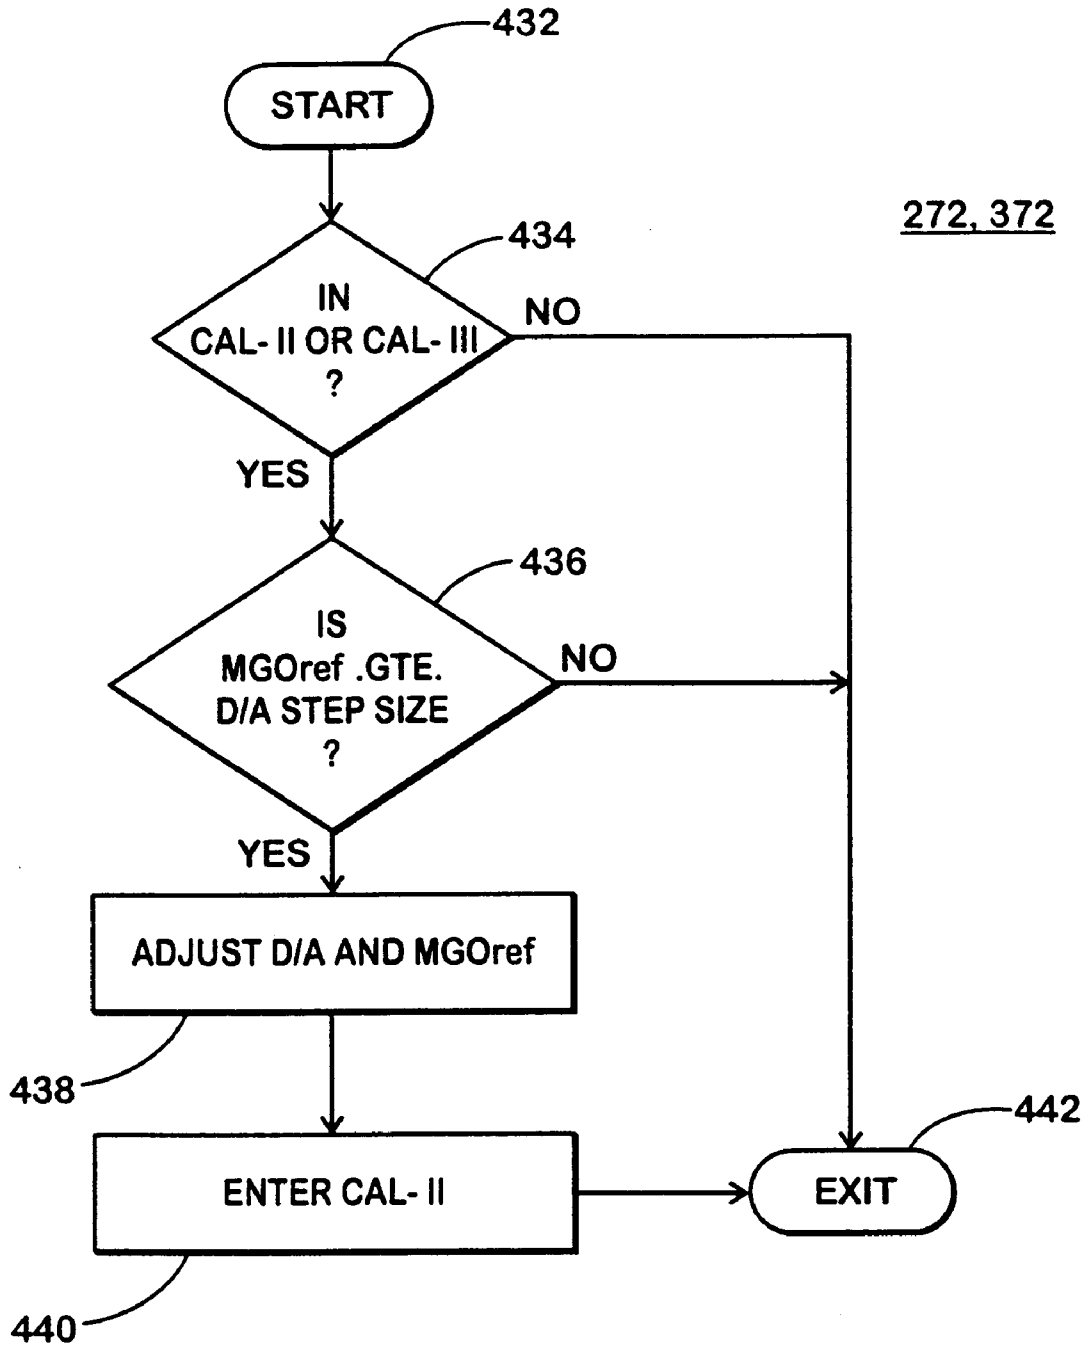 432
START
272, 372
434
IN
CAL- II OR CAL- III
?
NO
YES
436
IS
MGOref .GTE.
D/A STEP SIZE
?
NO
YES
ADJUST D/A AND MGOref
438
442
ENTER CAL- II
EXIT
440